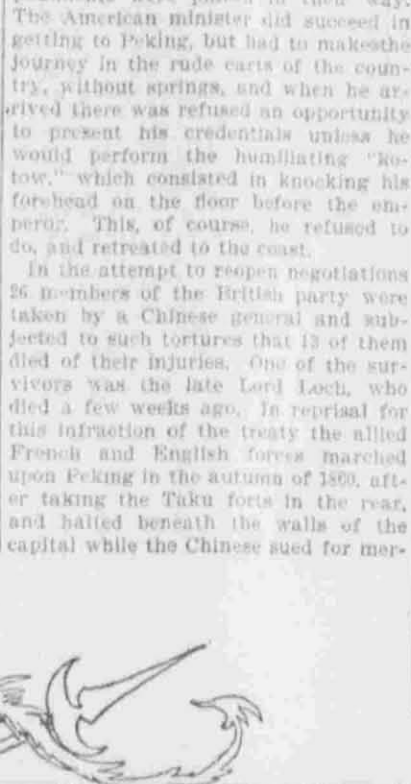 The American minister did succeed in
getting to Peking, but had to makesthe
journey in the rude carts of the coun-
try, without springs, and when he ar-
rived there was refused an opportunity
to present his credentials unless he
would perform the humiliating "ko-
tow," which consisted in knocking his
forehead on the floor before the em-
peror. This, of course, he refused to
do, and retreated to the coast.
In the attempt to reopen negotiations
26 members of the British party were
taken by a Chinese general and sub-
jected to such tortures that 13 of them
died of their injuries. One of the sur-
vivors was the late Lord Loch, who
died a few weeks ago. In reprisal for
this infraction of the treaty the allied
French and English forces marched
upon Peking in the autumn of 1860, aft-
er taking the Taku forts in the rear,
and halted beneath the walls of the
capital while the Chinese sued for mer-